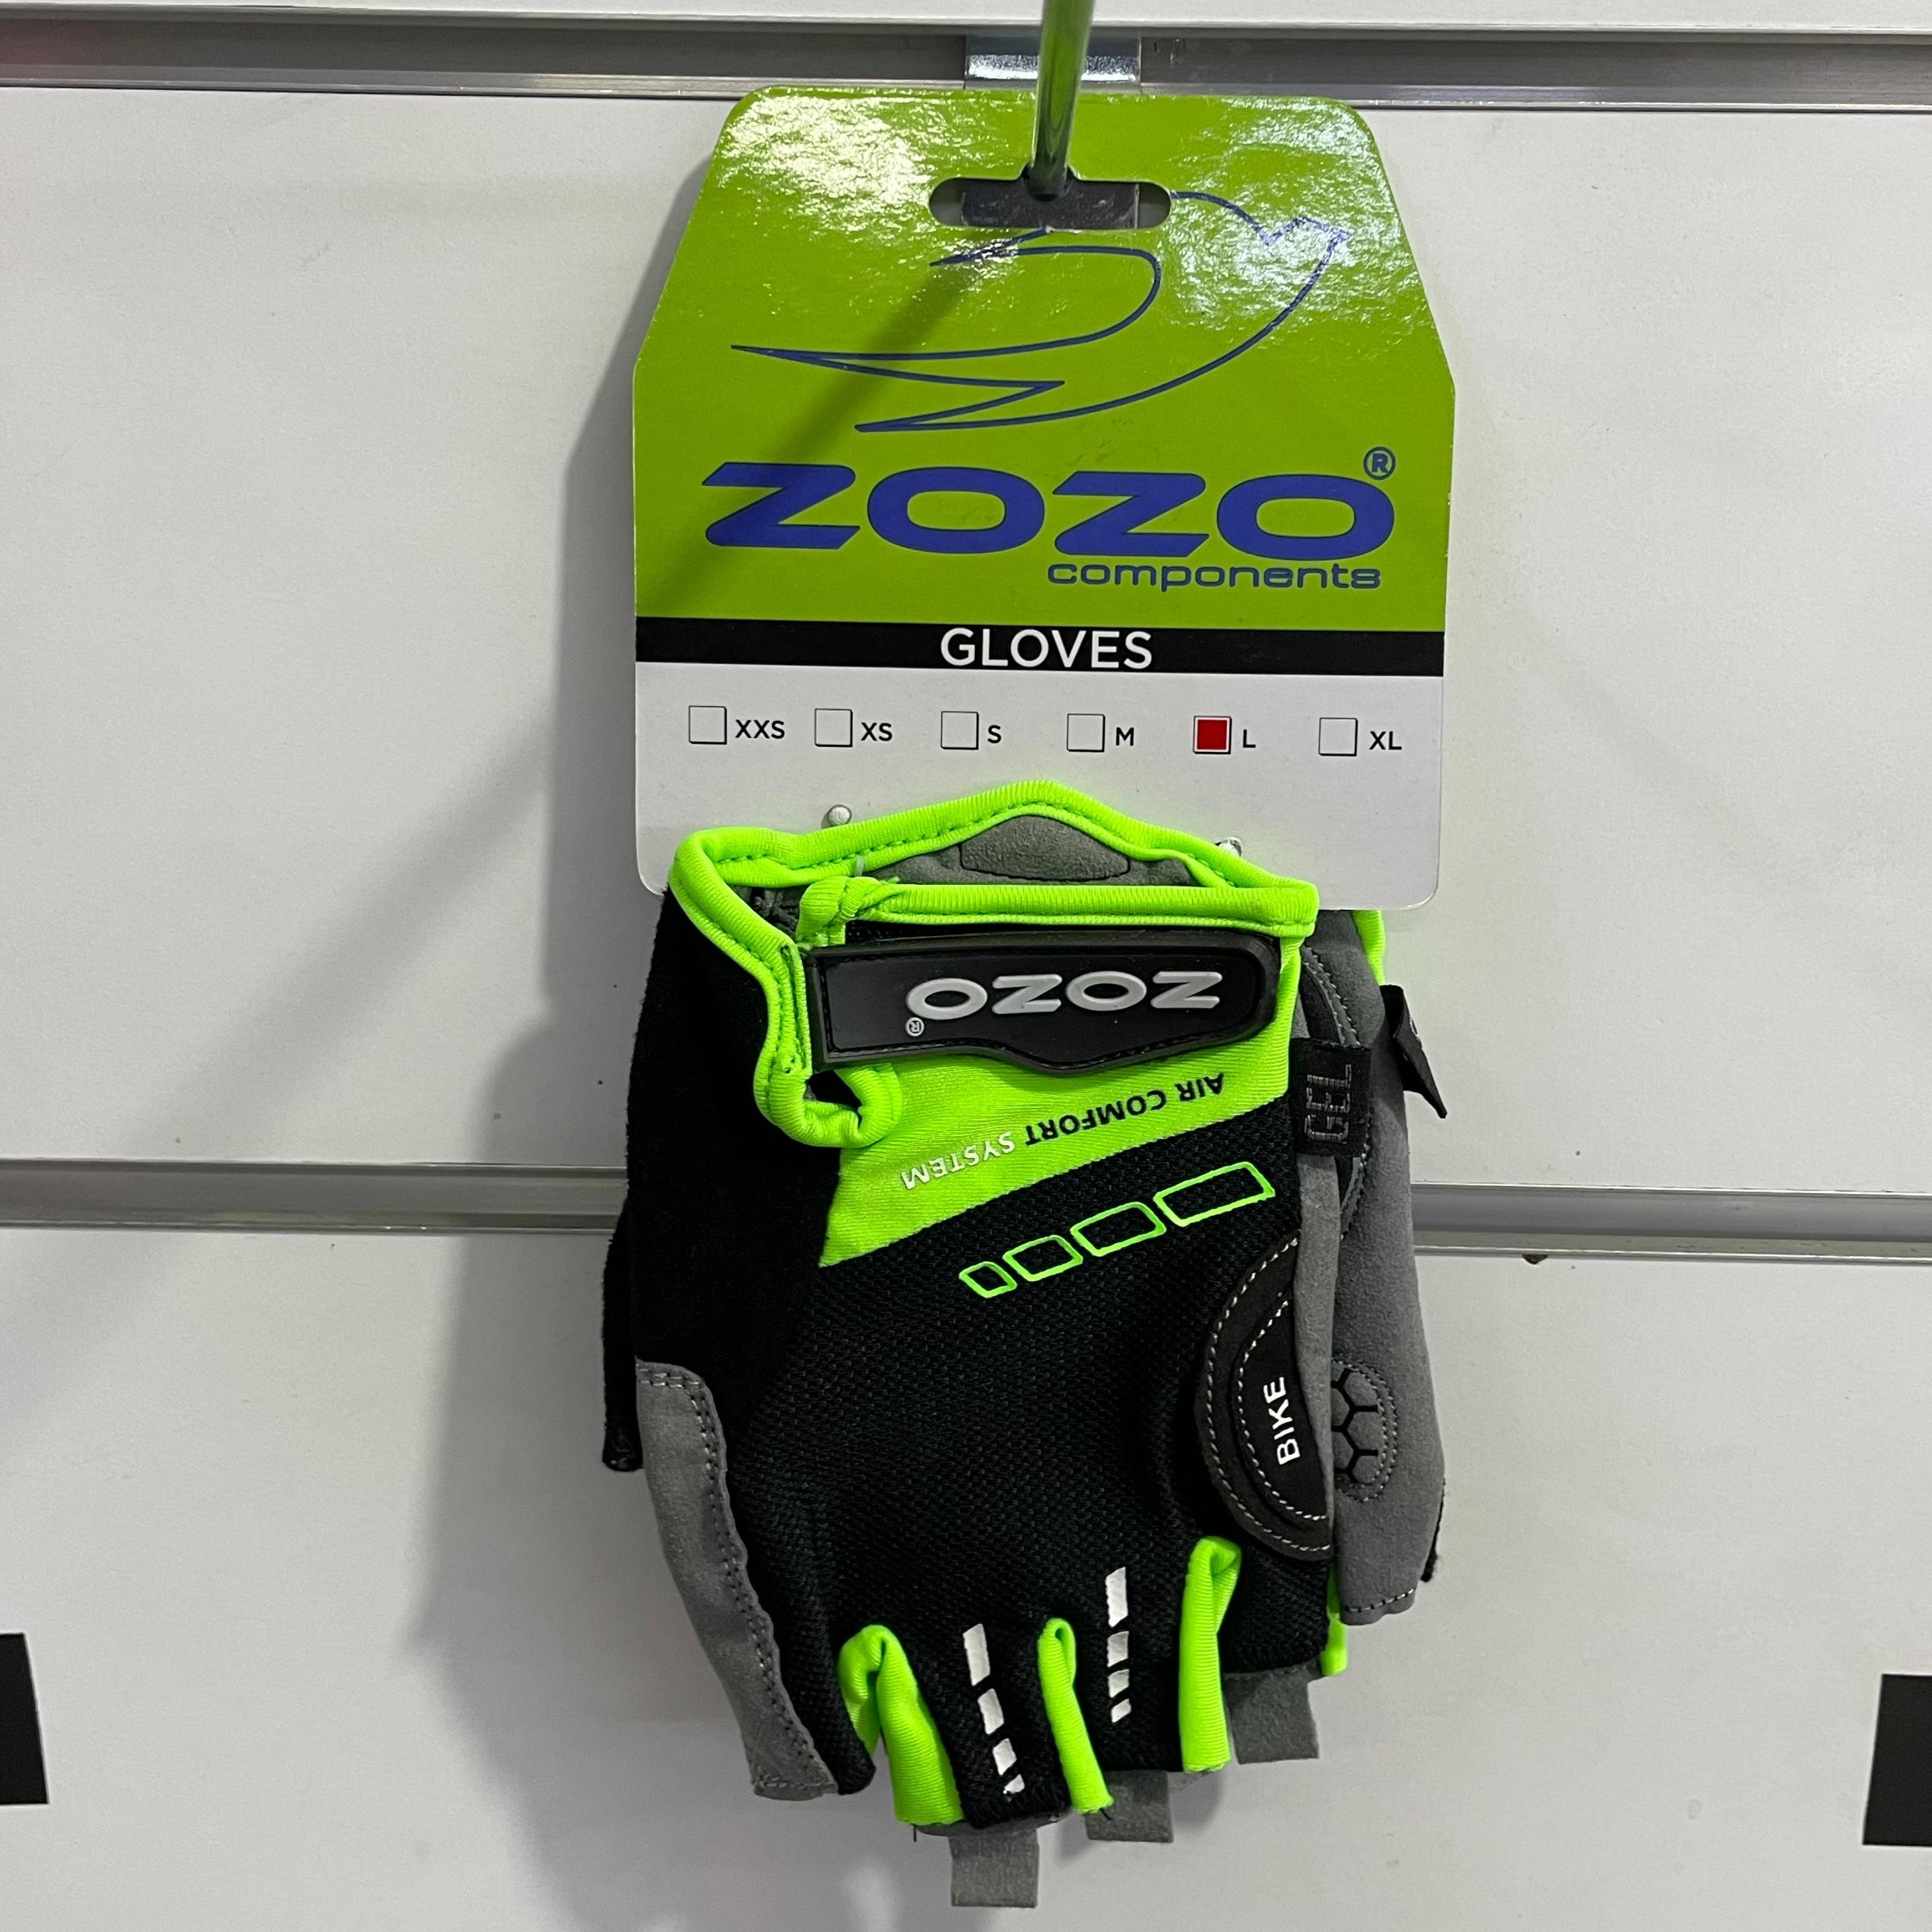 ZOZO®
components
GLOVES
XXS XS S M L XL
ZOZO®
AIR COMFORT SYSTEM
GEL
BIKE